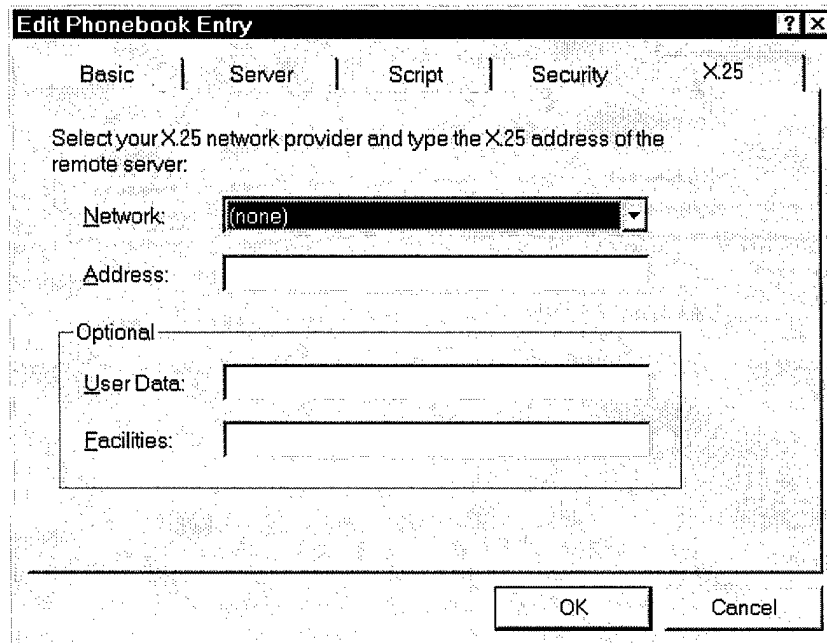 Edit Phonebook Entry
Basic Server Script Security X.25
Select your X.25 network provider and type the X.25 address of the
remote server:
Network: (none)
Address:
Optional
User Data:
Facilities:
OK Cancel